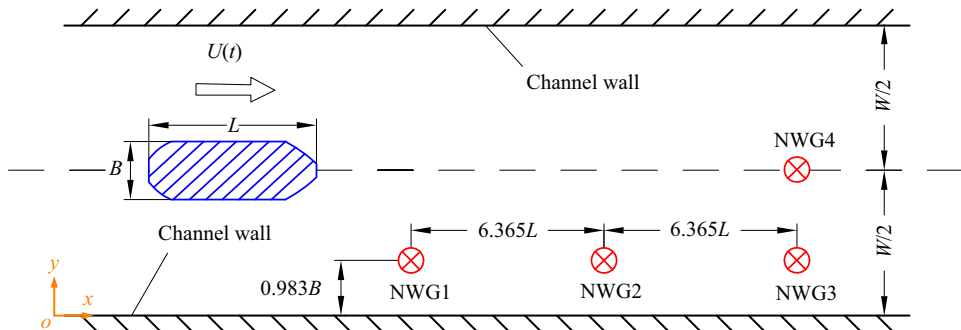 U(t)
Channel wall
W/2
L
NWG4
B
6.365L
6.365L
Channel wall
W/2
0.983B
NWG1
NWG2
NWG3
y
x
o